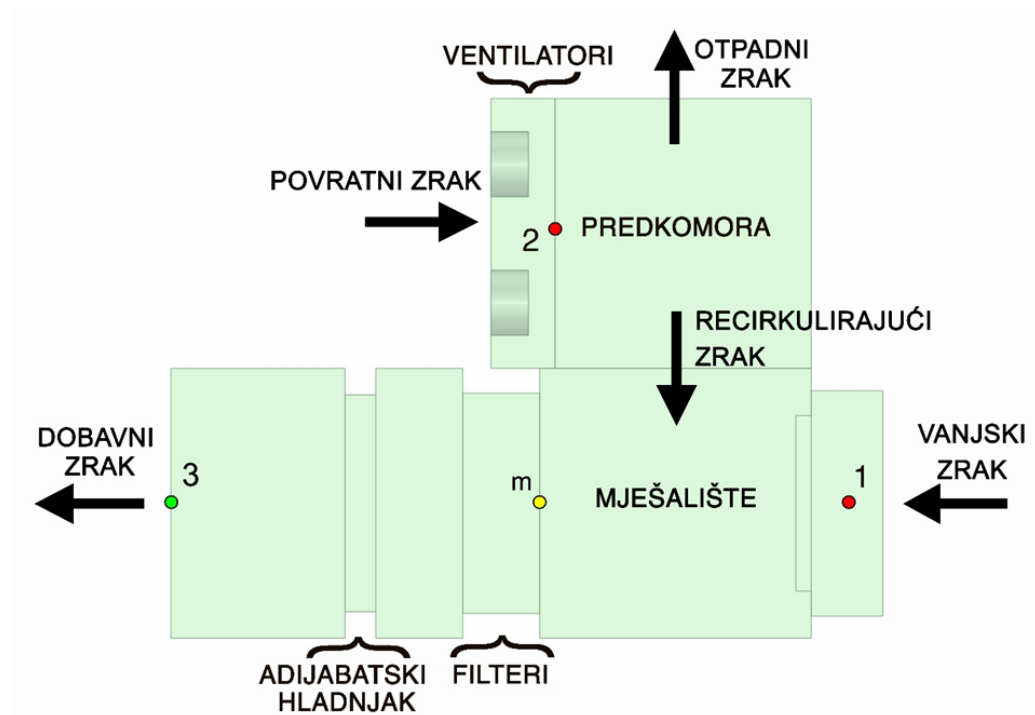 VENTILATORI
OTPADNI
ZRAK
POVRATNI ZRAK
2
PREDKOMORA
RECIRKULIRAJUĆI
ZRAK
DOBAVNI
ZRAK
3
m
MJEŠALIŠTE
1
VANJSKI
ZRAK
ADIJABATSKI
HLADNJAK
FILTERI